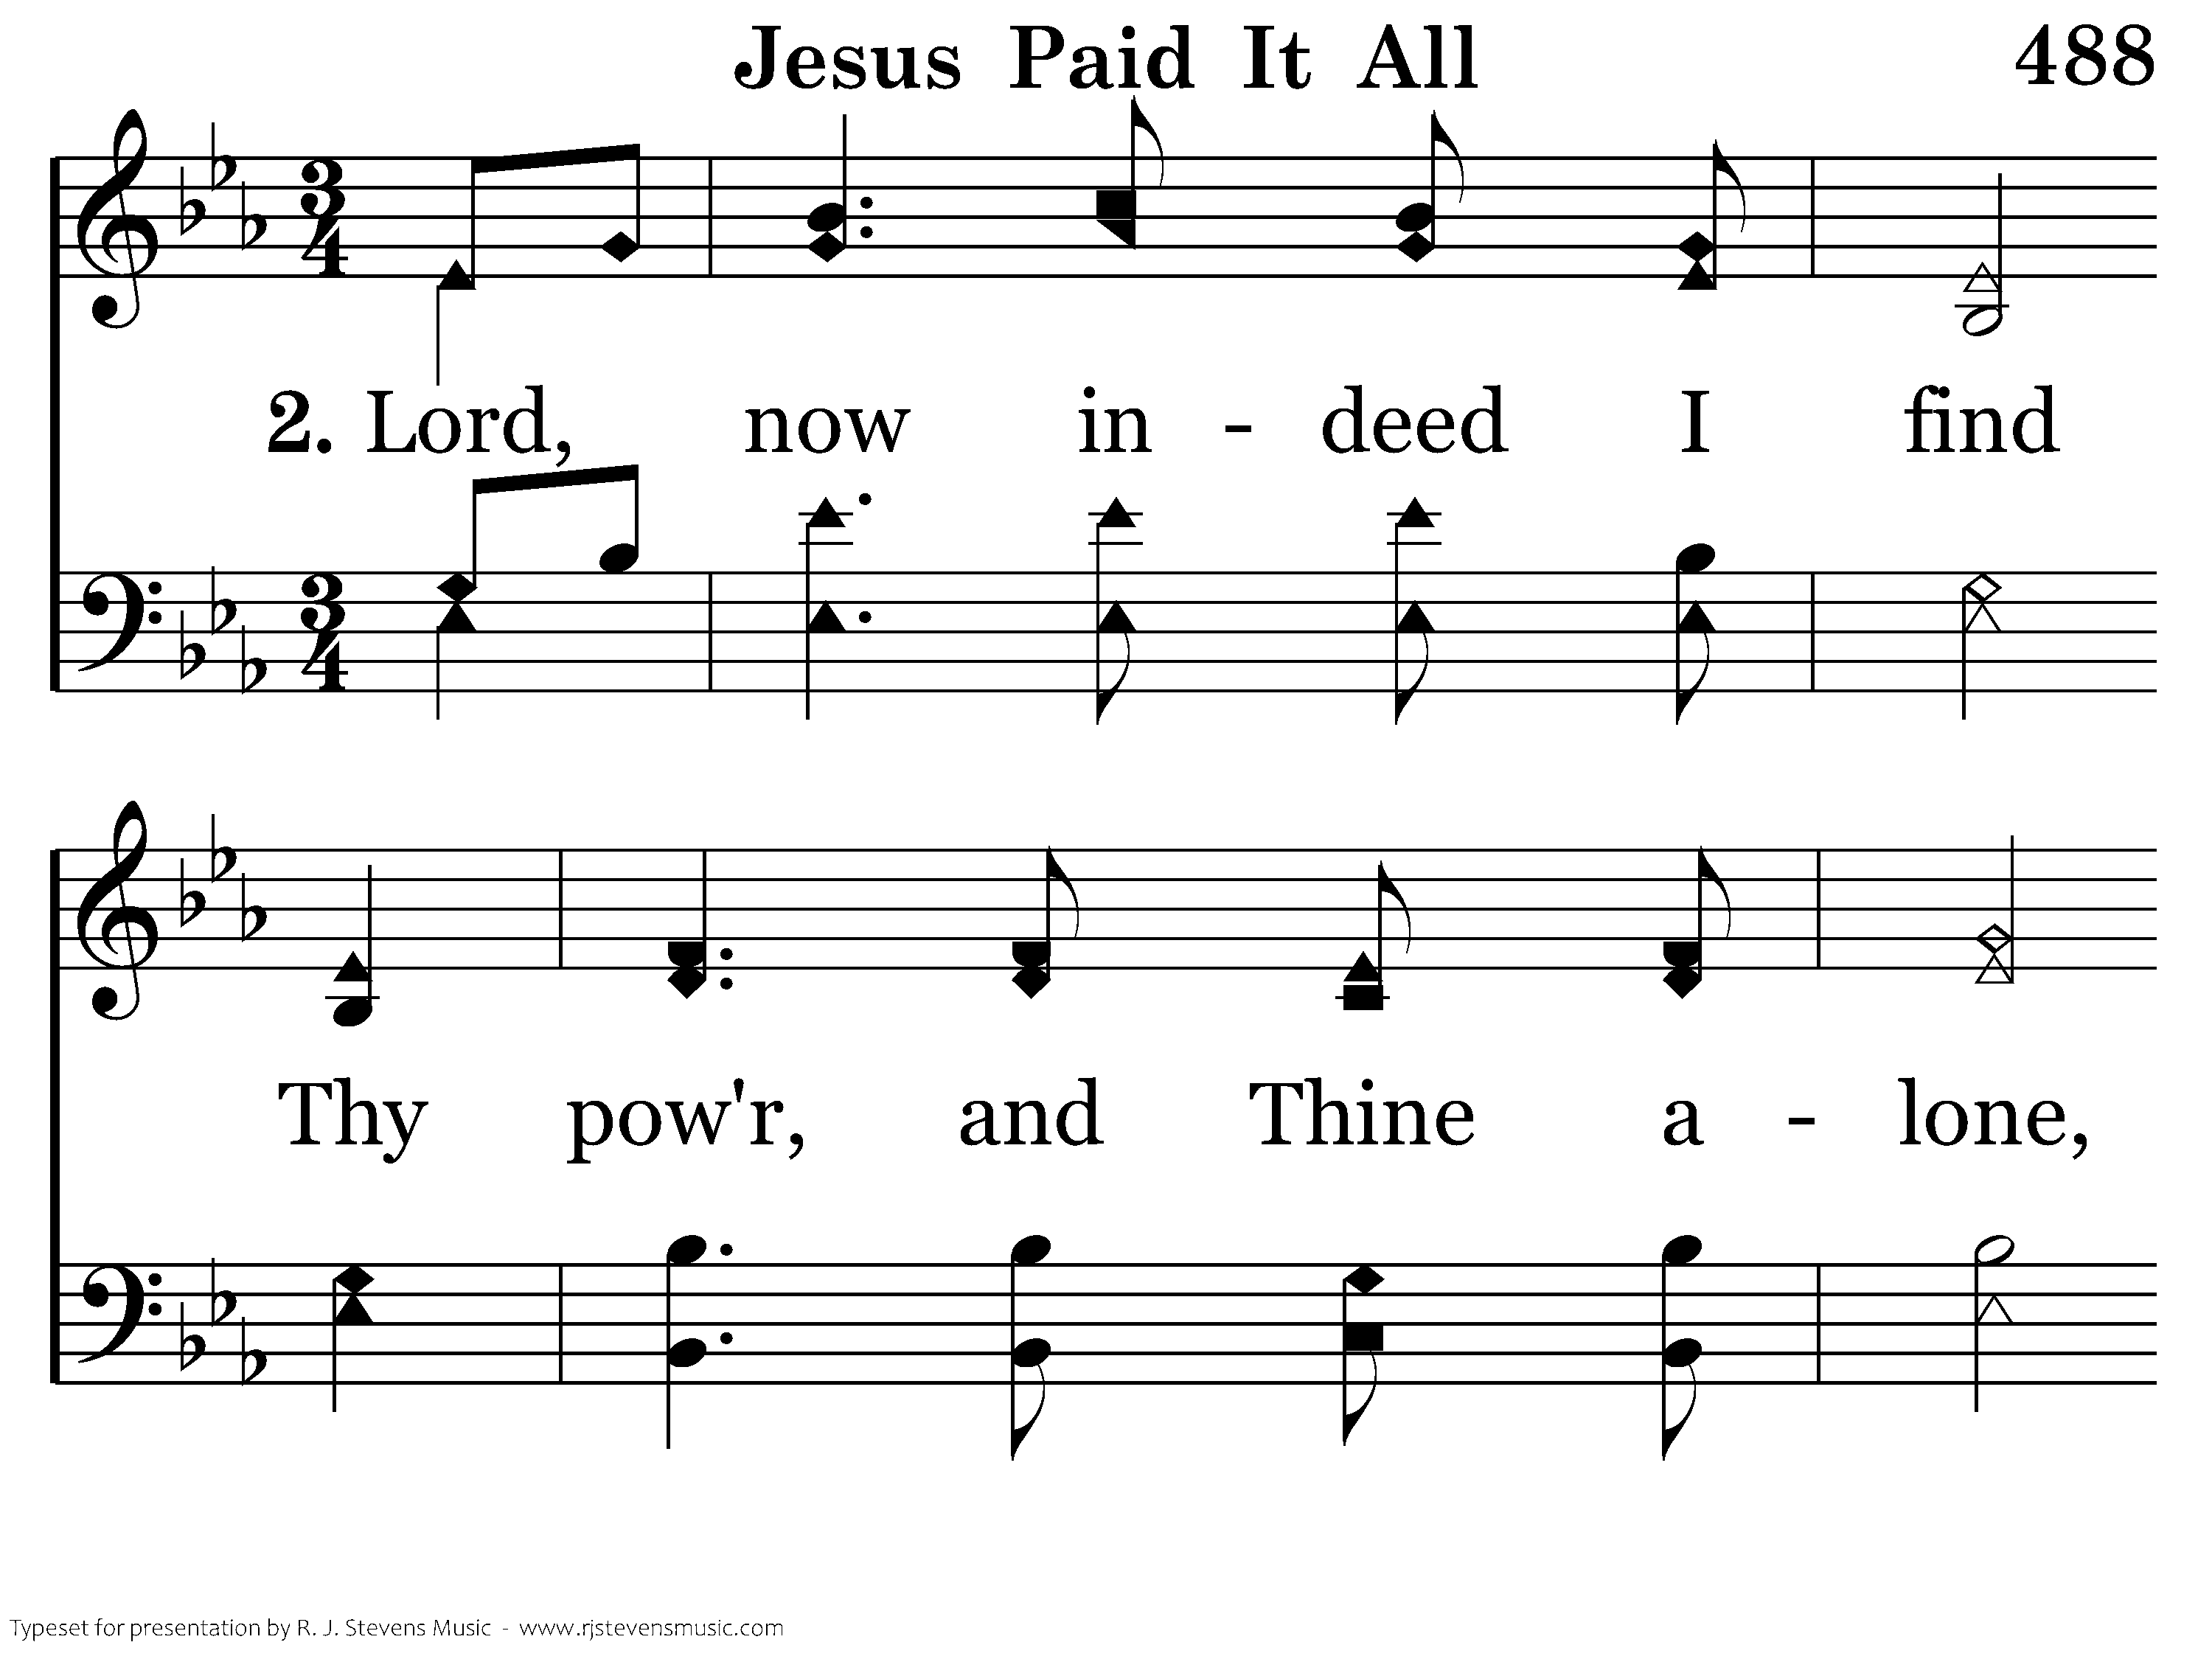 Jesus Paid It All 488
2. Lord, now in - deed I find
Thy pow'r, and Thine a - lone,
Typeset for presentation by R. J. Stevens Music - www.rjstevensmusic.com